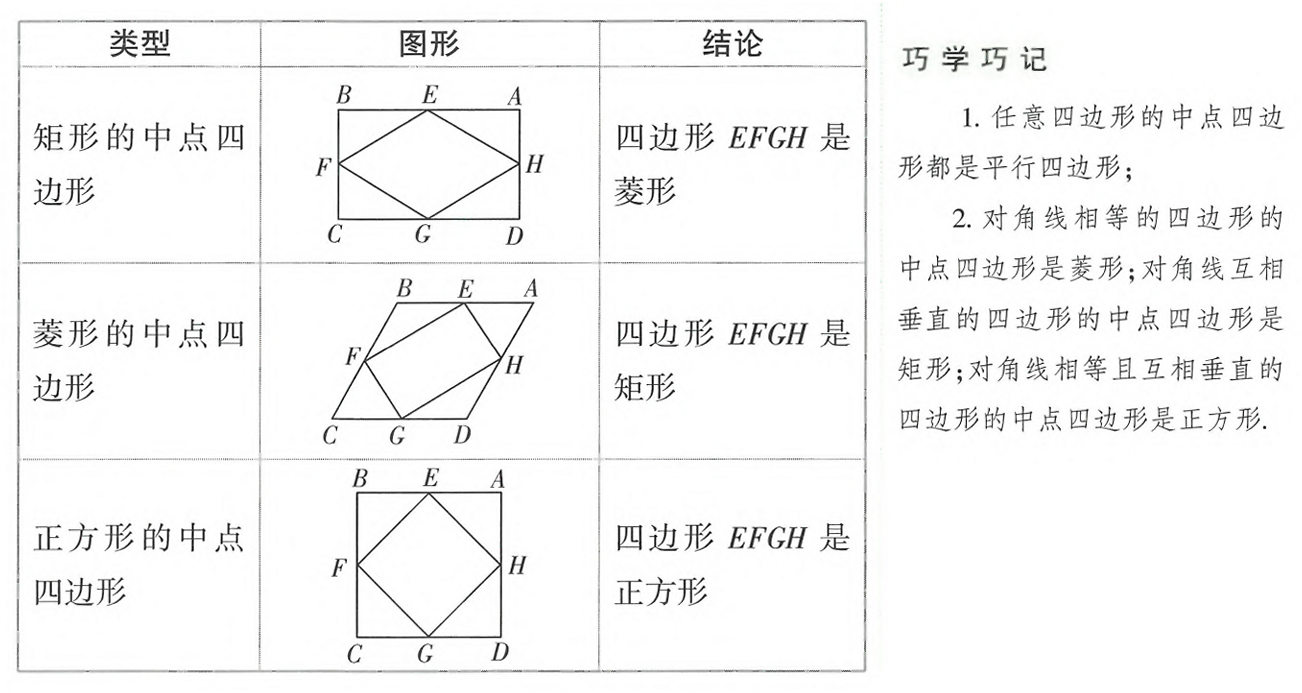 类型
图形
结论
矩形的中点四
边形
B E A
F H
C G D
四边形 EFGH 是
菱形
菱形的中点四
边形
B E A
F H
C G D
四边形 EFGH 是
矩形
正方形的中点
四边形
B E A
F H
C G D
四边形 EFGH 是
正方形
巧学巧记
1. 任意四边形的中点四边
形都是平行四边形;
2. 对角线相等的四边形的
中点四边形是菱形;对角线互相
垂直的四边形的中点四边形是
矩形;对角线相等且互相垂直的
四边形的中点四边形是正方形.